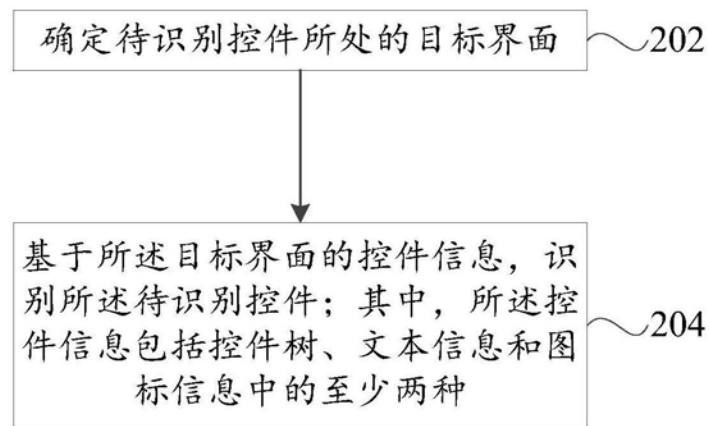 确定待识别控件所处的目标界面
202
基于所述目标界面的控件信息，识
别所述待识别控件；其中，所述控
件信息包括控件树、文本信息和图
标信息中的至少两种
204